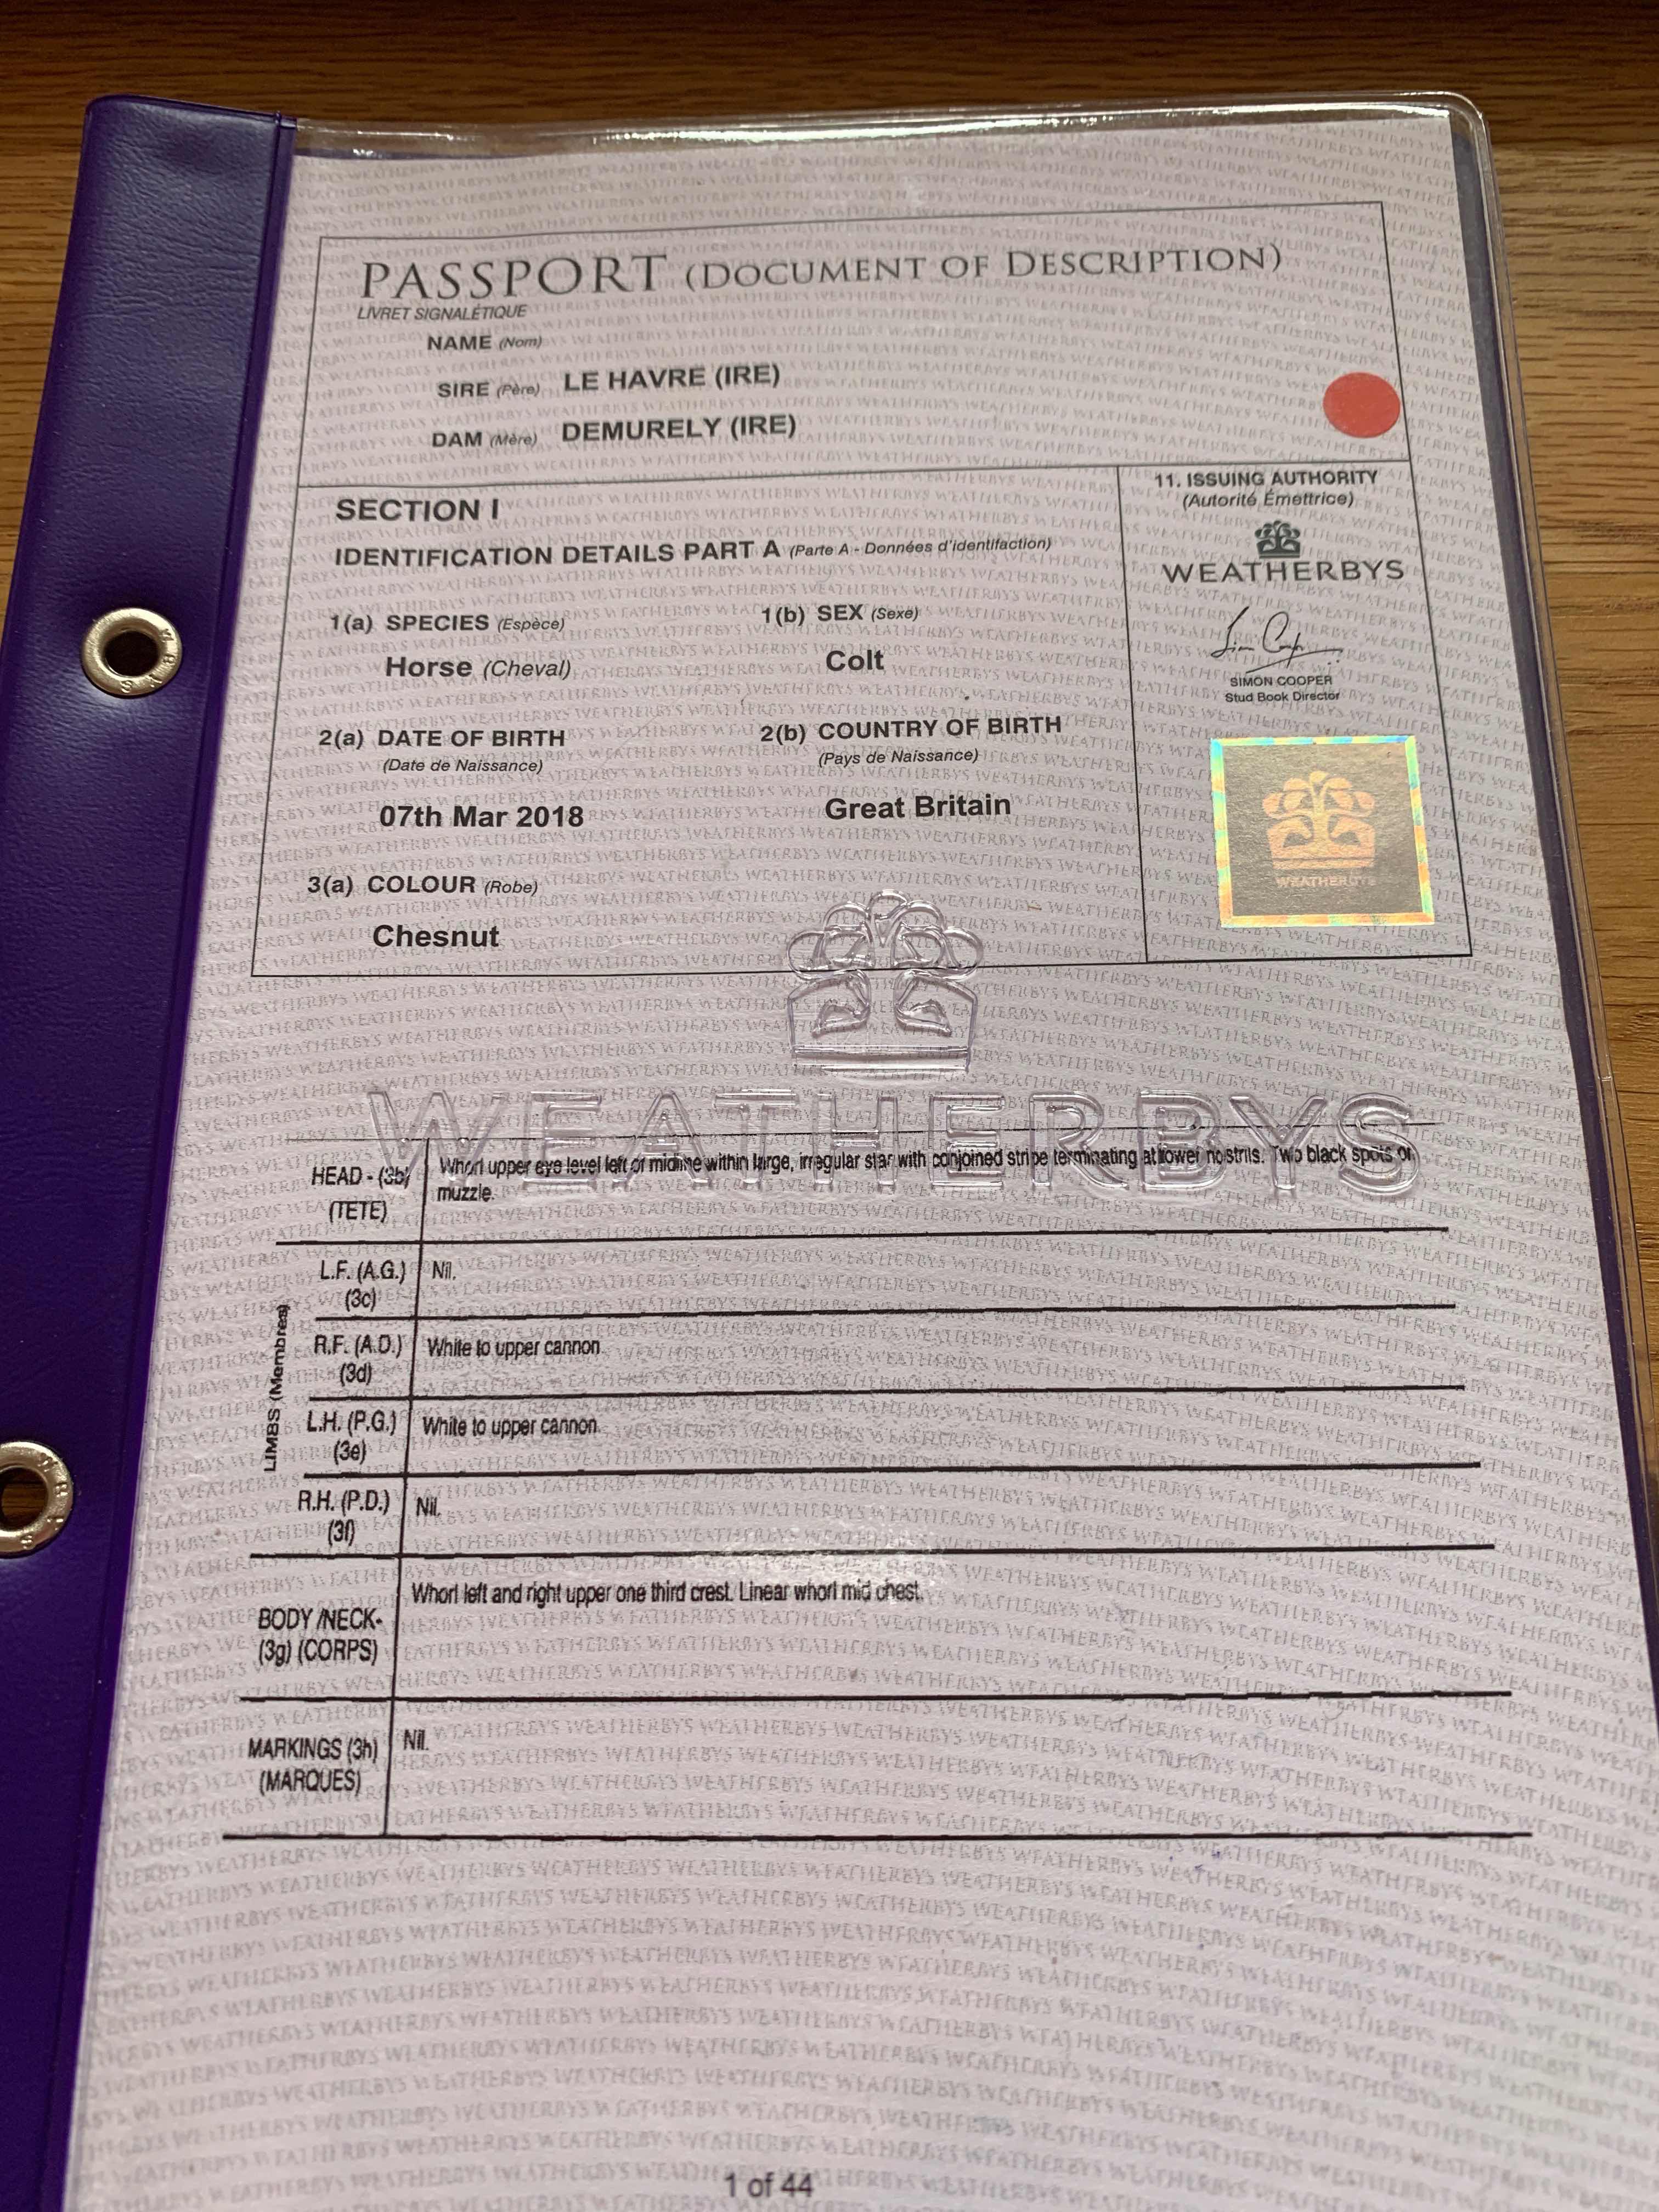 PASSPORT (DOCUMENT OF DESCRIPTION)
LIVRET SIGNALÉTIQUE
NAME (Nom)
SIRE (Père) LE HAVRE (IRE)
DAM (Mère) DEMURELY (IRE)
SECTION I
IDENTIFICATION DETAILS PART A (Parte A - Données d'identifaction)
1(a) SPECIES (Espèce)
Horse (Cheval)
1(b) SEX (Sexe)
Colt
2(a) DATE OF BIRTH
(Date de Naissance)
07th Mar 2018
2(b) COUNTRY OF BIRTH
(Pays de Naissance)
Great Britain
3(a) COLOUR (Robe)
Chesnut
11. ISSUING AUTHORITY
(Autorité Émettrice)
WEATHERBYS
SIMON COOPER
Stud Book Director
WEATHERBYS
WEATHERBYS
HEAD - (3b)
(TETE)
Whorl upper eye level left of midline within large, irregular star with conjoined stripe terminating at lower nostrils. Two black spots on
muzzle.
LIMBS (Membres)
L.F. (A.G.)
(3c)
Nil.
R.F. (A.D.)
(3d)
White to upper cannon.
L.H. (P.G.)
(3e)
White to upper cannon.
R.H. (P.D.)
(3f)
Nil.
BODY /NECK-
(3g) (CORPS)
Whorl left and right upper one third crest. Linear whorl mid chest.
MARKINGS (3h)
(MARQUES)
Nil.
1 of 44